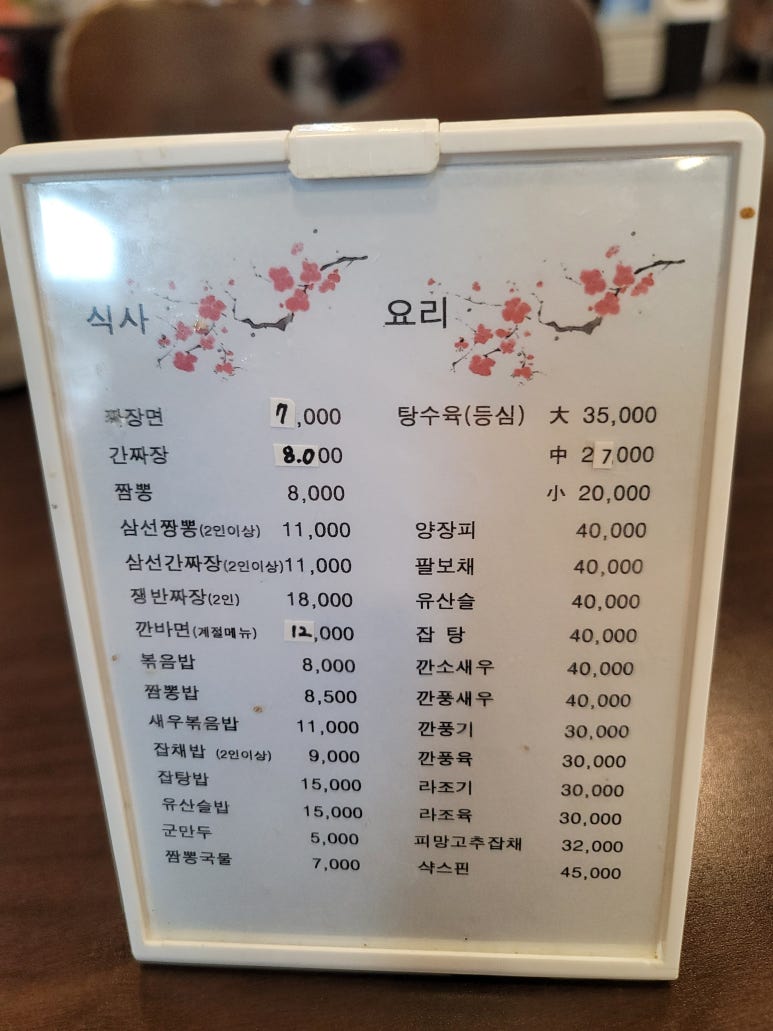 식사
짜장면 7,000
간짜장 8.000
짬뽕 8,000
삼선짱뽕(2인이상) 11,000
삼선간짜장(2인이상) 11,000
쟁반짜장(2인) 18,000
깐바면(계절메뉴) 12,000
볶음밥 8,000
짬뽕밥 8,500
새우볶음밥 11,000
잡채밥 (2인이상) 9,000
잡탕밥 15,000
유산슬밥 15,000
군만두 5,000
짬뽕국물 7,000
요리
탕수육(등심) 大 35,000
中 27,000
小 20,000
양장피 40,000
팔보채 40,000
유산슬 40,000
잡 탕 40,000
깐소새우 40,000
깐풍새우 40,000
깐풍기 30,000
깐풍육 30,000
라조기 30,000
라조육 30,000
피망고추잡채 32,000
샥스핀 45,000